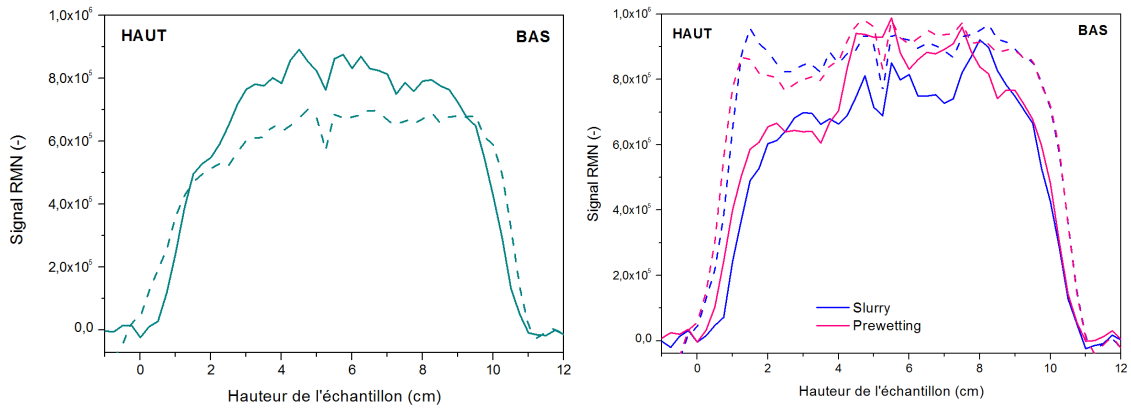 HAUT
BAS
1,0x10⁶
8,0x10⁵
6,0x10⁵
4,0x10⁵
2,0x10⁵
0,0
Signal RMN (-)
0 2 4 6 8 10 12
Hauteur de l'échantillon (cm)
HAUT
BAS
1,0x10⁶
8,0x10⁵
6,0x10⁵
4,0x10⁵
2,0x10⁵
0,0
Signal RMN (-)
Slurry
Prewetting
0 2 4 6 8 10 12
Hauteur de l'échantillon (cm)